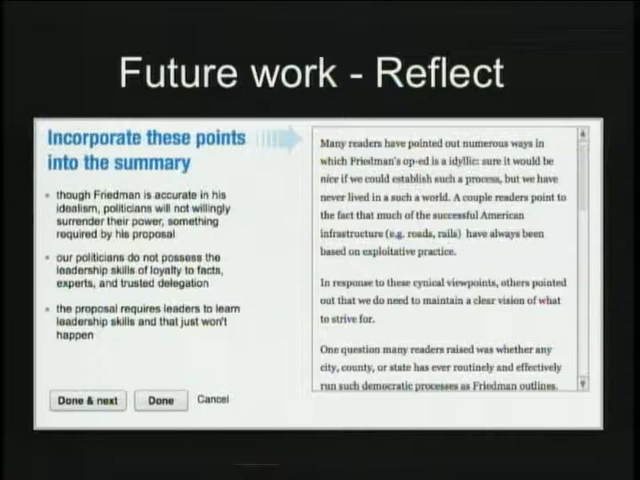 Future work - Reflect
Incorporate these points
into the summary
though Friedman is accurate in his
idealism, politicians will not willingly
surrender their power, something
required by his proposal
our politicians do not possess the
leadership skills of loyalty to facts,
experts, and trusted delegation
the proposal requires leaders to learn
leadership skills and that just won't
happen
Done & next
Done
Cancel
Many readers have pointed out numerous ways in
which Friedman's op-ed is a idyllic: sure it would be
nice if we could establish such a process, but we have
never lived in a such a world. A couple readers point to
the fact that much of the successful American
infrastructure (e.g. roads, rails) have always been
based on exploitative practice.
In response to these cynical viewpoints, others pointed
out that we do need to maintain a clear vision of what
to strive for.
One question many readers raised was whether any
city, county, or state has ever routinely and effectively
run such democratic processes as Friedman outlines.